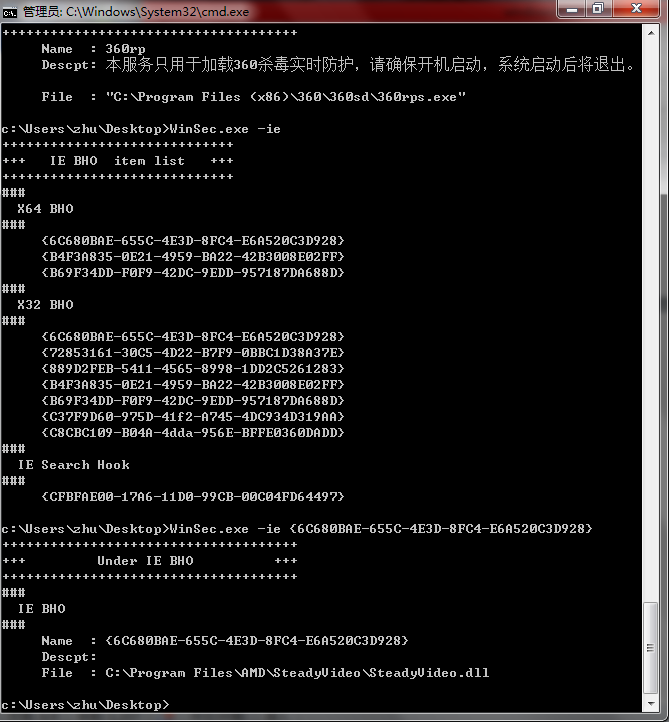 管理员: C:\Windows\System32\cmd.exe
+++++++++++++++++++++++++++++++++++++
Name  : 360rp
Descpt: 本服务只用于加载360杀毒实时防护，请确保开机启动，系统启动后将退出。
File  : "C:\Program Files (x86)\360\360sd\360rps.exe"
c:\Users\zhu\Desktop>WinSec.exe -ie
+++++++++++++++++++++++++++++
+++   IE BHO  item list   +++
+++++++++++++++++++++++++++++
###
X64 BHO
###
{6C680BAE-655C-4E3D-8FC4-E6A520C3D928}
{B4F3A835-0E21-4959-BA22-42B3008E02FF}
{B69F34DD-F0F9-42DC-9EDD-957187DA688D}
###
X32 BHO
###
{6C680BAE-655C-4E3D-8FC4-E6A520C3D928}
{72853161-30C5-4D22-B7F9-0BBC1D38A37E}
{889D2FEB-5411-4565-8998-1DD2C5261283}
{B4F3A835-0E21-4959-BA22-42B3008E02FF}
{B69F34DD-F0F9-42DC-9EDD-957187DA688D}
{C37F9D60-975D-41f2-A745-4DC934D319AA}
{C8CBC109-B04A-4dda-956E-BFFE0360DADD}
###
IE Search Hook
###
{CFBFAE00-17A6-11D0-99CB-00C04FD64497}
c:\Users\zhu\Desktop>WinSec.exe -ie {6C680BAE-655C-4E3D-8FC4-E6A520C3D928}
+++++++++++++++++++++++++++++++++++++
+++         Under IE BHO          +++
+++++++++++++++++++++++++++++++++++++
###
IE BHO
###
Name  : {6C680BAE-655C-4E3D-8FC4-E6A520C3D928}
Descpt:
File  : C:\Program Files\AMD\SteadyVideo\SteadyVideo.dll
c:\Users\zhu\Desktop>